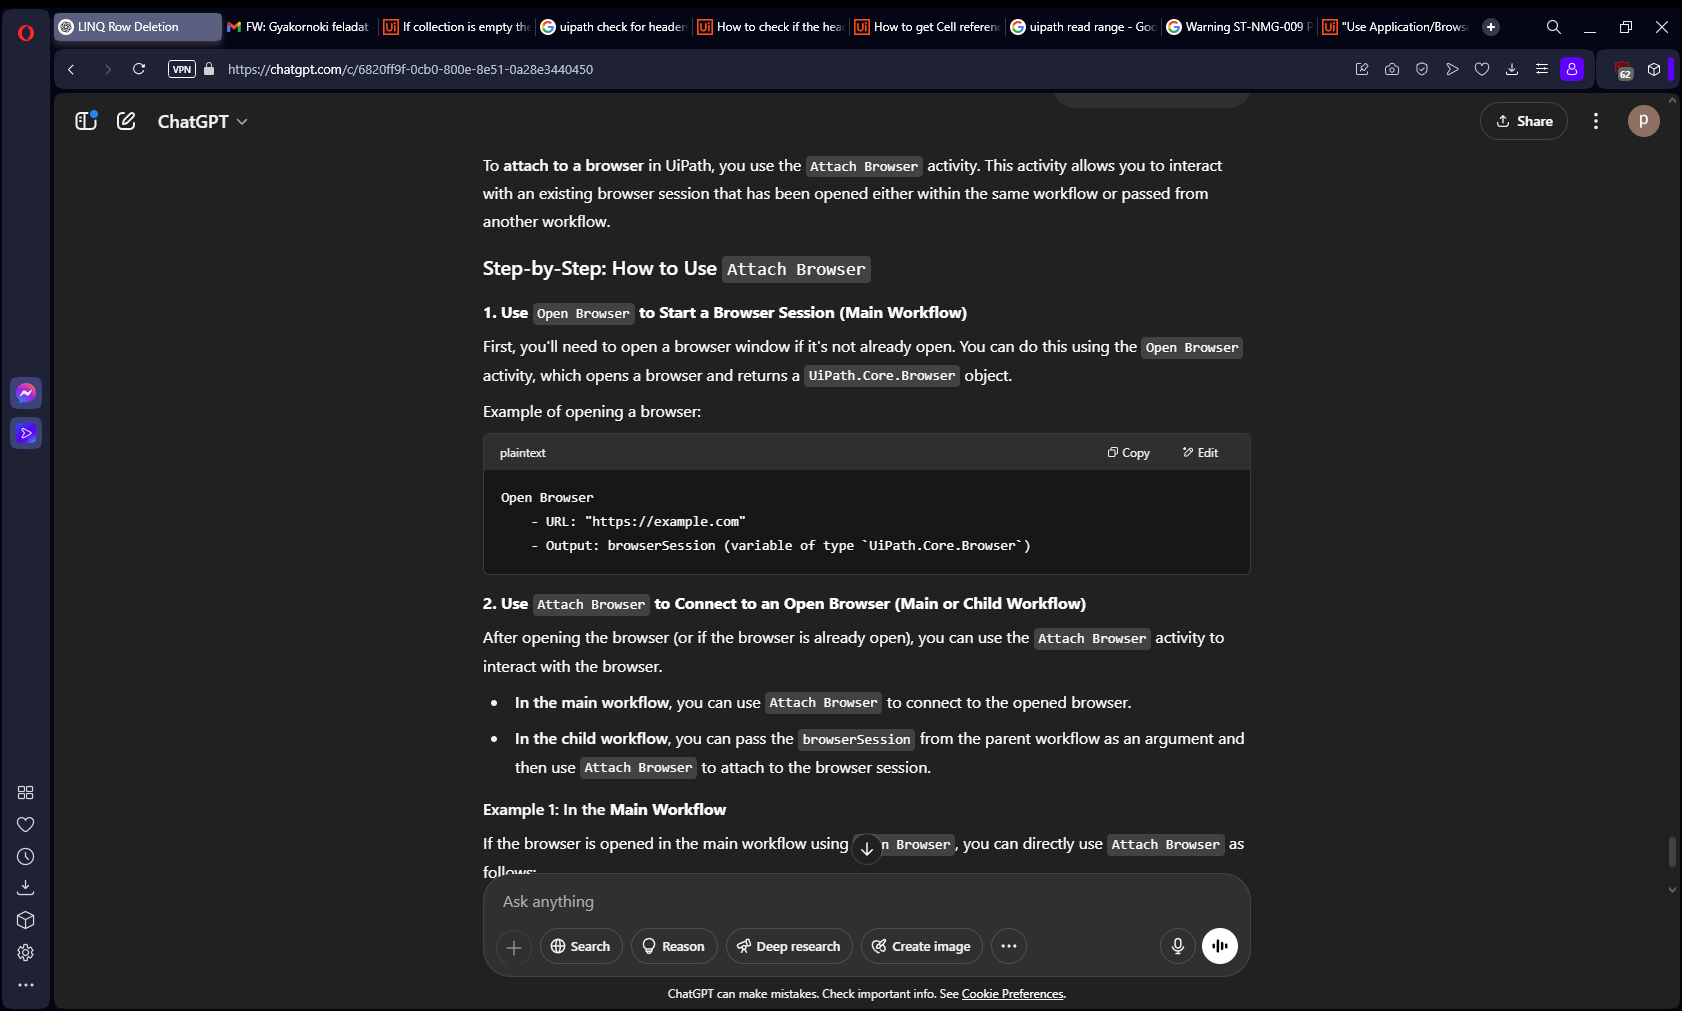 LINQ Row Deletion
FW: Gyakornoki feladat
If collection is empty the
uipath check for header
How to check if the hea
How to get Cell referenc
uipath read range - Goo
Warning ST-NMG-009 P
"Use Application/Browse
VPN
https://chatgpt.com/c/6820ff9f-0cb0-800e-8e51-0a28e3440450
62
ChatGPT
Share
p
To attach to a browser in UiPath, you use the Attach Browser activity. This activity allows you to interact
with an existing browser session that has been opened either within the same workflow or passed from
another workflow.
Step-by-Step: How to Use Attach Browser
1. Use Open Browser to Start a Browser Session (Main Workflow)
First, you'll need to open a browser window if it's not already open. You can do this using the Open Browser
activity, which opens a browser and returns a UiPath.Core.Browser object.
Example of opening a browser:
plaintext
Copy
Edit
Open Browser
- URL: "https://example.com"
- Output: browserSession (variable of type `UiPath.Core.Browser`)
2. Use Attach Browser to Connect to an Open Browser (Main or Child Workflow)
After opening the browser (or if the browser is already open), you can use the Attach Browser activity to
interact with the browser.
• In the main workflow, you can use Attach Browser to connect to the opened browser.
• In the child workflow, you can pass the browserSession from the parent workflow as an argument and
then use Attach Browser to attach to the browser session.
Example 1: In the Main Workflow
If the browser is opened in the main workflow using n Browser, you can directly use Attach Browser as
follows:
Ask anything
Search
Reason
Deep research
Create image
ChatGPT can make mistakes. Check important info. See Cookie Preferences.